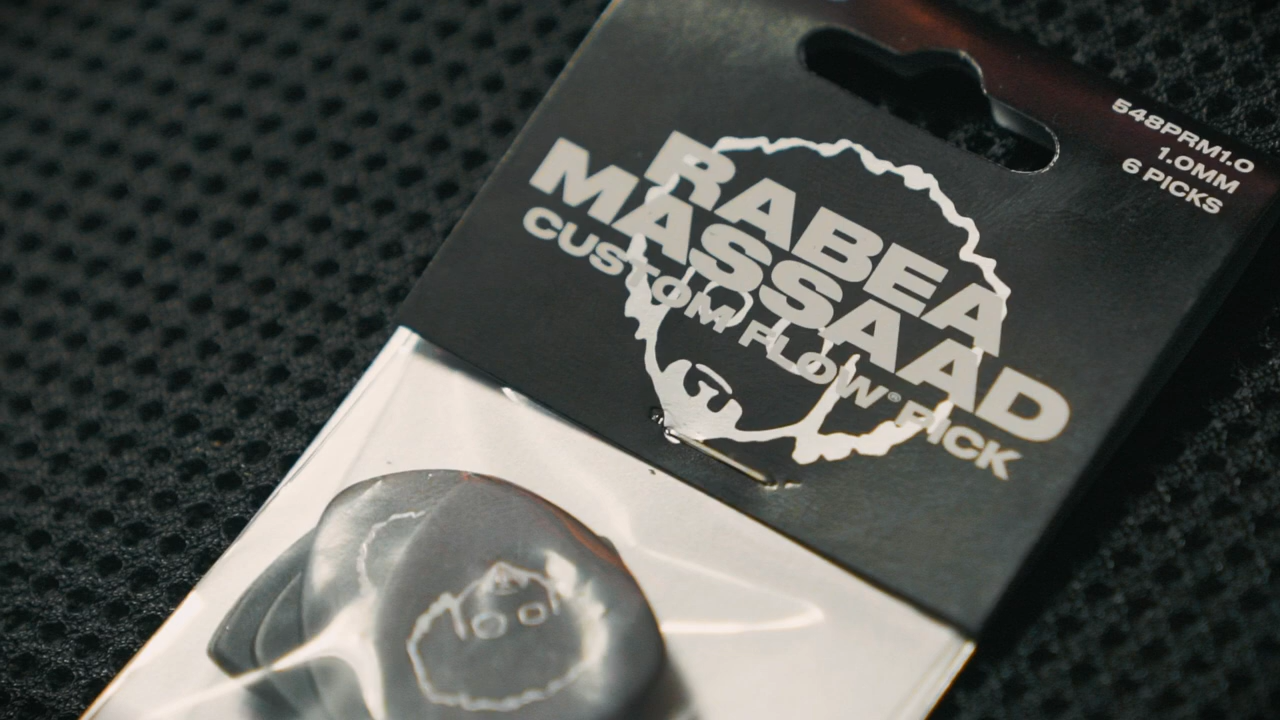 RABEA
MASSAAD
CUSTOM FLOW® PICK
548PRM1.0
1.0MM
6 PICKS